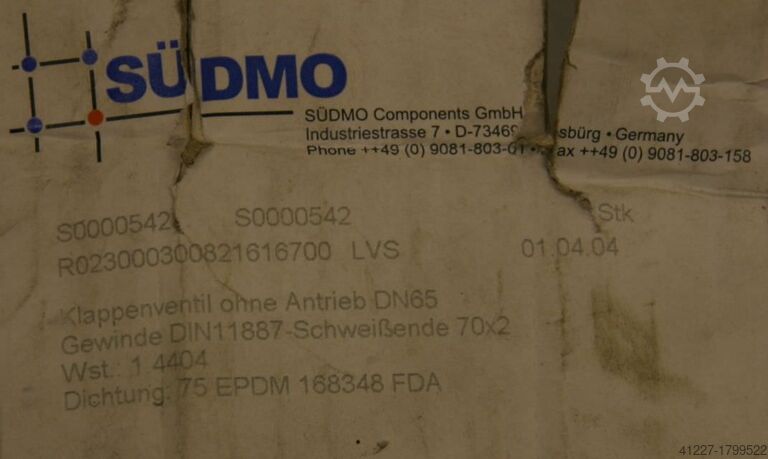 SÜDMO
SÜDMO Components GmbH
Industriestrasse 7 • D-7346 sbürg • Germany
Phone ++49 (0) 9081-803-01 • ax ++49 (0) 9081-803-158
S0000542 S0000542 Stk
R023000300821616700 LVS 01.04.04
Klappenventil ohne Antrieb DN65
Gewinde DIN11887-Schweißende 70x2
Wst.: 1.4404
Dichtung: 75 EPDM 168348 FDA
41227-1799522